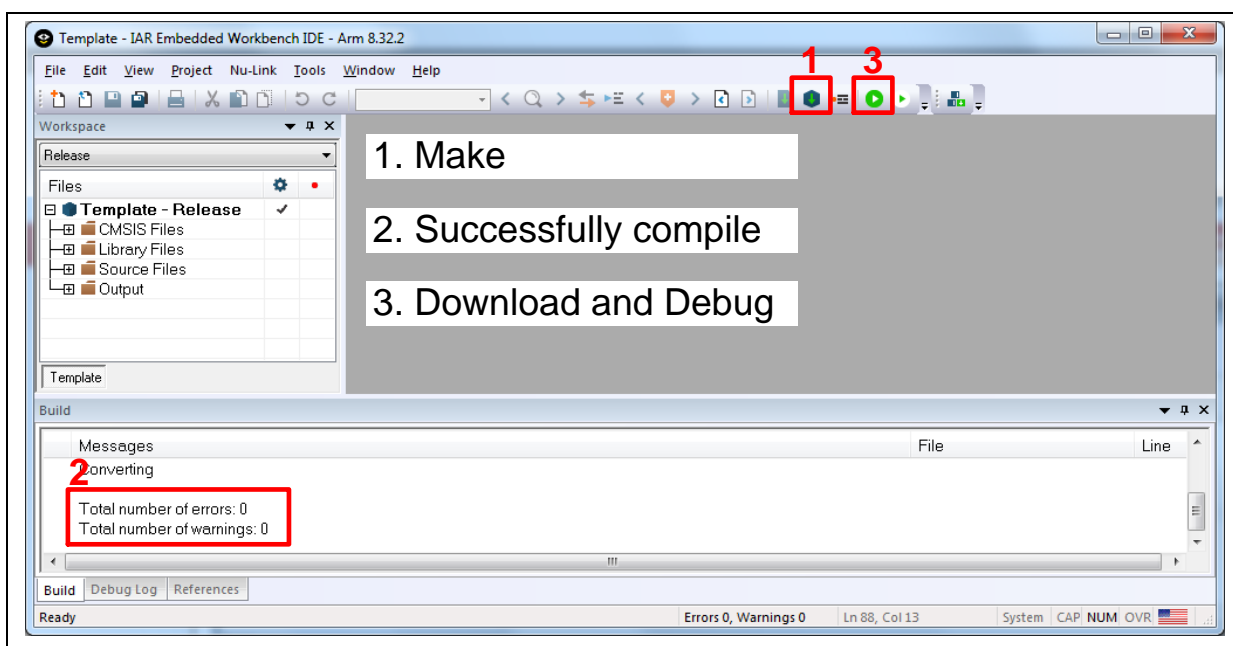 Template - IAR Embedded Workbench IDE - Arm 8.32.2
File Edit View Project Nu-Link Tools Window Help
1 3
Workspace
Release
Files
Template - Release
CMSIS Files
Library Files
Source Files
Output
Template
1. Make
2. Successfully compile
3. Download and Debug
Build
Messages File Line
Converting
2
Total number of errors: 0
Total number of warnings: 0
Build Debug Log References
Ready Errors 0, Warnings 0 Ln 88, Col 13 System CAP NUM OVR